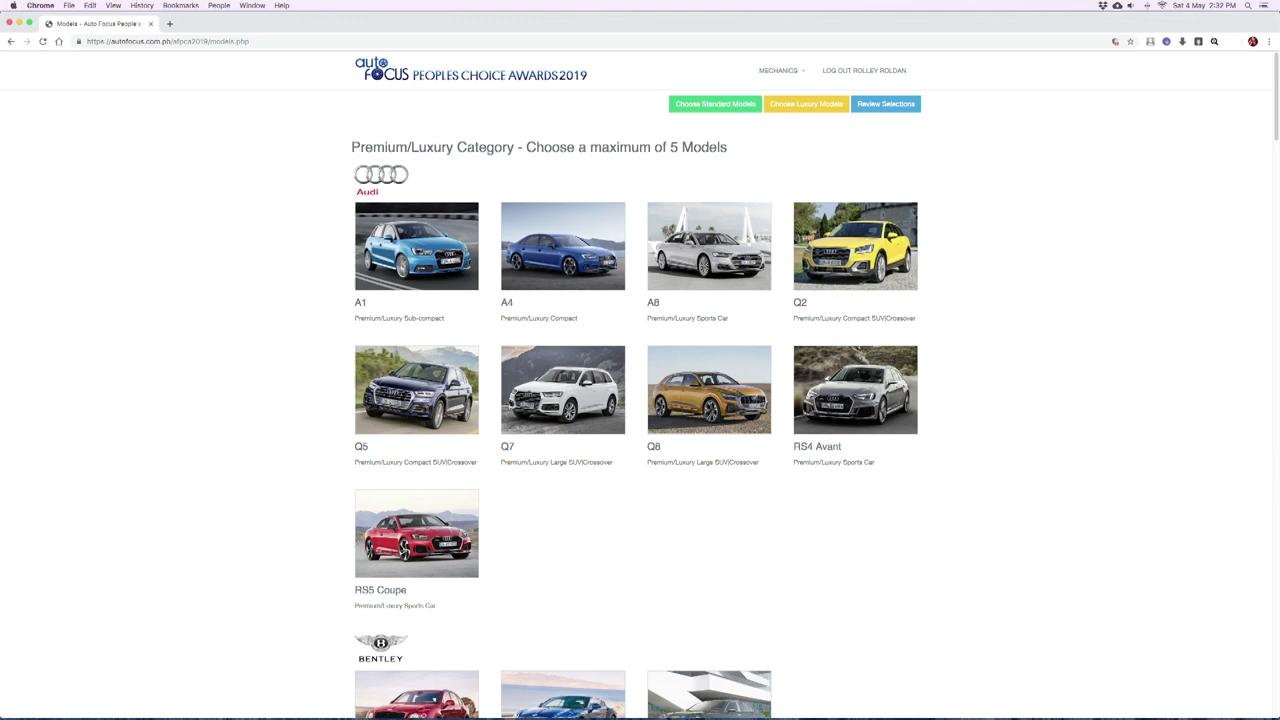 Chrome File Edit View History Bookmarks People Window Help Sat 4 May 2:32 PM
Models - Auto Focus People's
https://autofocus.com.ph/afpca2019/models.php
auto FOCUS PEOPLES CHOICE AWARDS 2019
MECHANICS LOG OUT ROLLEY ROLDAN
Choose Standard Models Choose Luxury Models Review Selections
Premium/Luxury Category - Choose a maximum of 5 Models
Audi
A1 A4 A8 Q2
Premium/Luxury Sub-compact Premium/Luxury Compact Premium/Luxury Sports Car Premium/Luxury Compact SUV|Crossover
Q5 Q7 Q8 RS4 Avant
Premium/Luxury Compact SUV|Crossover Premium/Luxury Large SUV|Crossover Premium/Luxury Large SUV|Crossover Premium/Luxury Sports Car
RS5 Coupe
Premium/Luxury Sports Car
B
BENTLEY